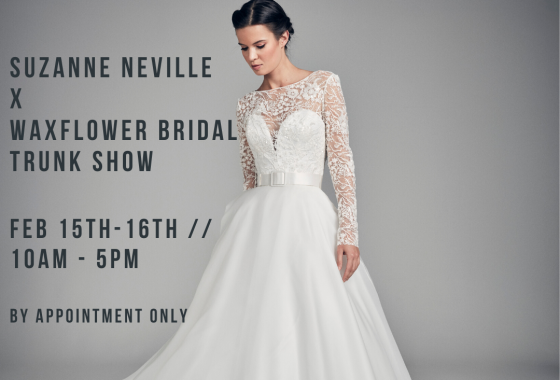 SUZANNE NEVILLE
X
WAXFLOWER BRIDAL
TRUNK SHOW
FEB 15TH-16TH //
10AM - 5PM
BY APPOINTMENT ONLY